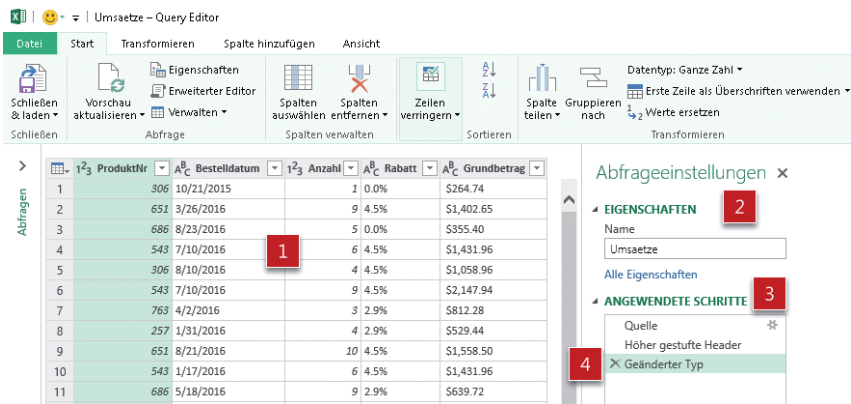 Umsaetze – Query Editor
Datei Start Transformieren Spalte hinzufügen Ansicht
Schließen & laden
Schließen
Vorschau aktualisieren
Eigenschaften
Erweiterter Editor
Verwalten
Abfrage
Spalten auswählen
Spalten entfernen
Spalten verwalten
Zeilen verringern
Sortieren
Spalte teilen
Gruppieren nach
Datentyp: Ganze Zahl
Erste Zeile als Überschriften verwenden
Werte ersetzen
Transformieren
Abfragen
ProduktNr Bestelldatum Anzahl Rabatt Grundbetrag
1 306 10/21/2015 1 0.0% $264.74
2 651 3/26/2016 9 4.5% $1,402.65
3 686 8/23/2016 5 0.0% $355.40
4 543 7/10/2016 6 4.5% $1,431.96
5 306 8/10/2016 4 4.5% $1,058.96
6 543 7/10/2016 9 4.5% $2,147.94
7 763 4/2/2016 3 2.9% $812.28
8 257 1/31/2016 4 2.9% $529.44
9 651 8/21/2016 10 4.5% $1,558.50
10 543 1/17/2016 6 4.5% $1,431.96
11 686 5/18/2016 9 2.9% $639.72
1
Abfrageeinstellungen
EIGENSCHAFTEN
2
Name
Umsaetze
Alle Eigenschaften
ANGEWENDETE SCHRITTE
3
Quelle
Höher gestufte Header
4
Geänderter Typ